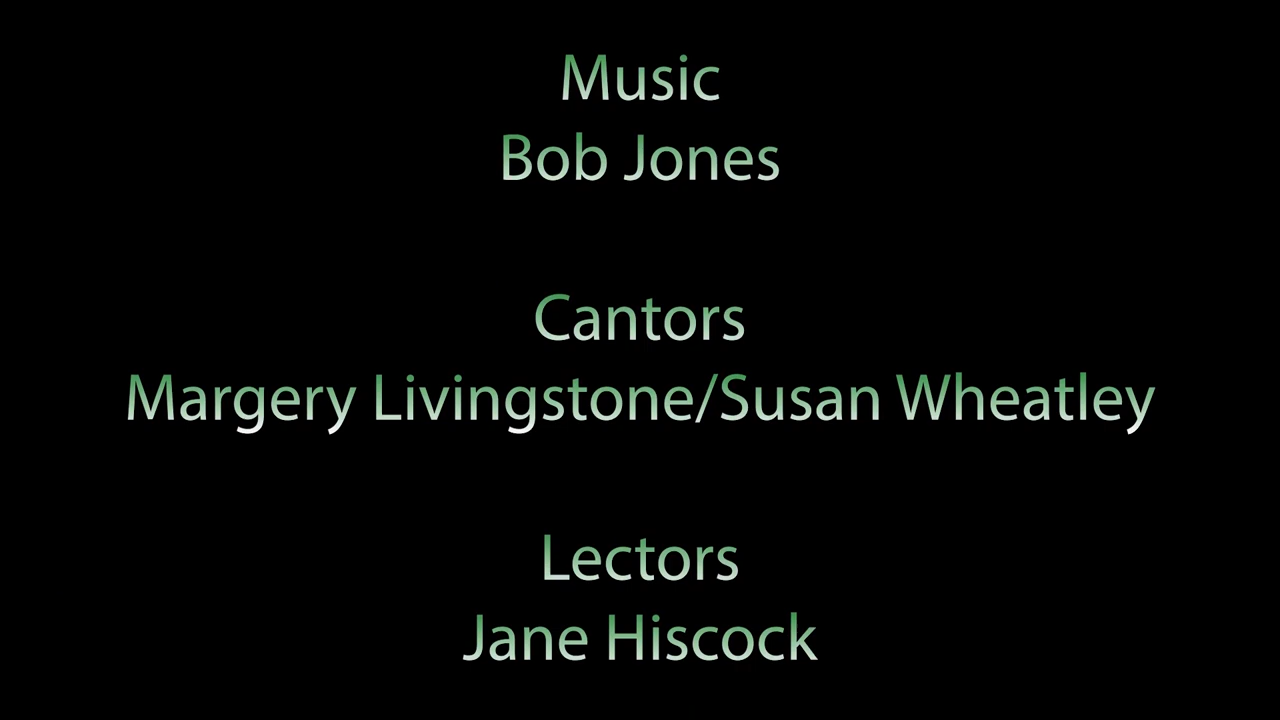 Music
Bob Jones
Cantors
Margery Livingstone/Susan Wheatley
Lectors
Jane Hiscock